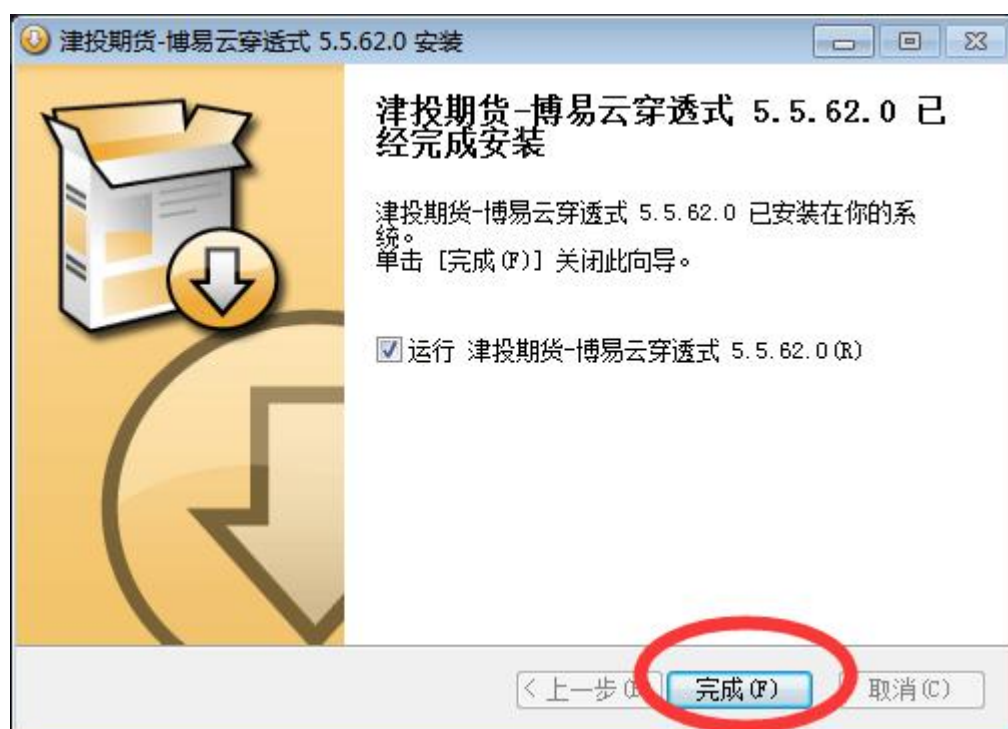 津投期货-博易云穿透式 5.5.62.0 安装
津投期货-博易云穿透式 5.5.62.0 已
经完成安装
津投期货-博易云穿透式 5.5.62.0 已安装在你的系
统。
单击 [完成(F)] 关闭此向导。
运行 津投期货-博易云穿透式 5.5.62.0(R)
< 上一步 完成(F) 取消(C)